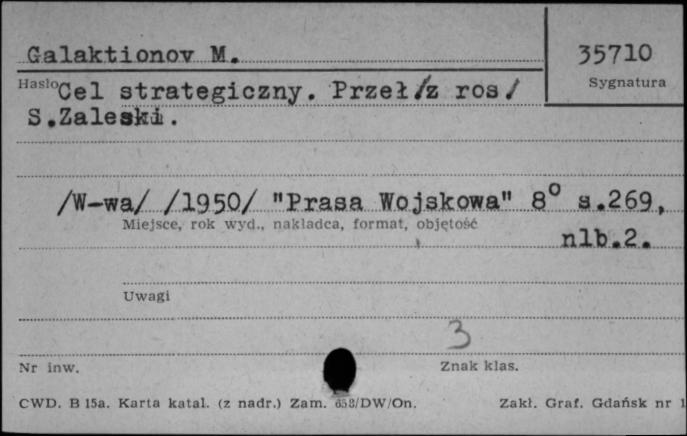 Galaktionov M.
35710
Hasło
Sygnatura
Cel strategiczny. Przeł/z ros/
S.Zaleski.
/W-wa/ /1950/ "Prasa Wojskowa" 8° s.269,
Miejsce, rok wyd., nakładca, format, objętość
nlb.2.
Uwagi
3
Nr inw.
Znak klas.
CWD. B 15a. Karta katal. (z nadr.) Zam. 658/DW/On.
Zakł. Graf. Gdańsk nr 1